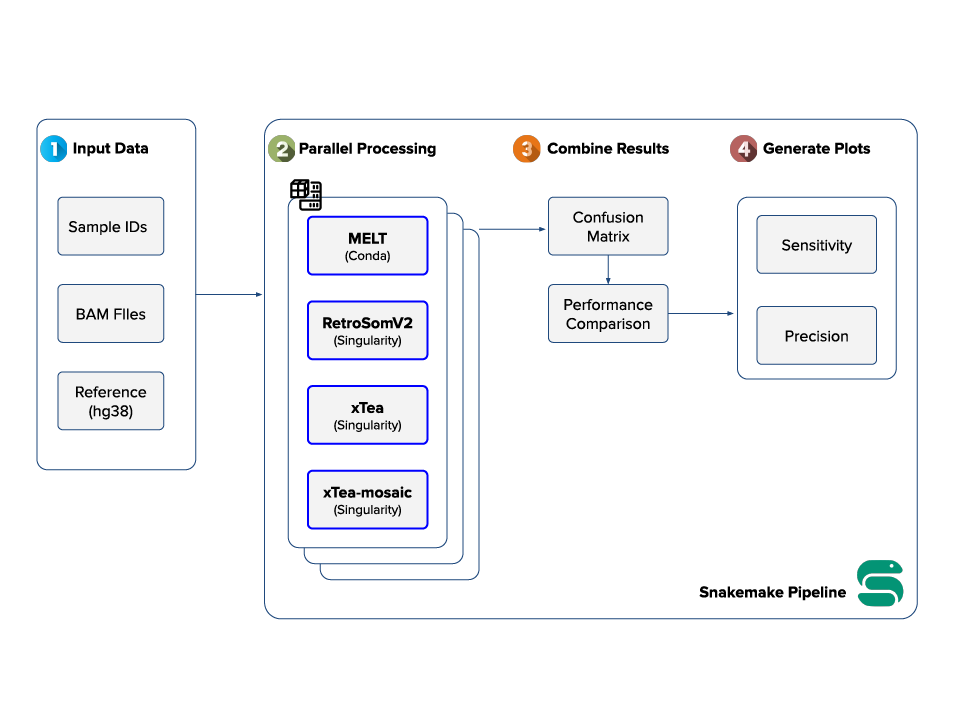 1 Input Data
Sample IDs
BAM FIles
Reference
(hg38)
2 Parallel Processing
MELT
(Conda)
RetroSomV2
(Singularity)
xTea
(Singularity)
xTea-mosaic
(Singularity)
3 Combine Results
Confusion
Matrix
Performance
Comparison
4 Generate Plots
Sensitivity
Precision
Snakemake Pipeline